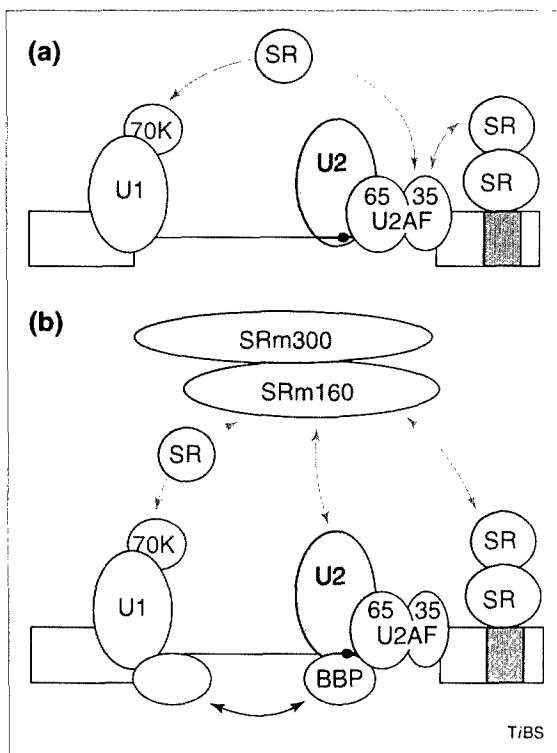 (a)
SR
70K
SR
U2
U1
65 35
SR
U2AF
(b)
SRm300
SRm160
SR
70K
SR
U2
U1
65 35
SR
U2AF
BBP
TiBS